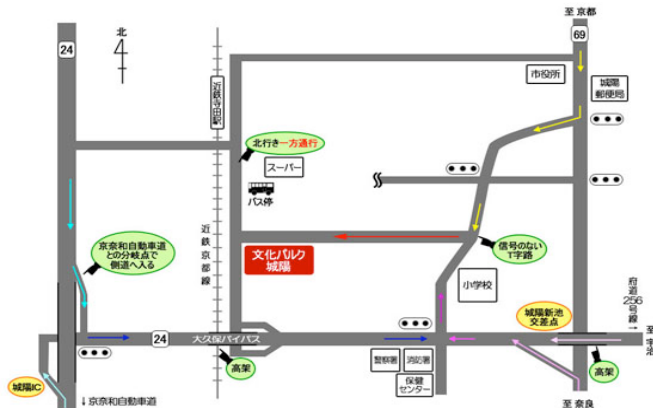 至 京都
24
北
69
近鉄寺田駅
市役所
城陽
郵便局
北行き一方通行
スーパー
バス停
京奈和自動車道
との分岐点で
側道へ入る
近鉄京都線
文化パルク
城陽
信号のない
T字路
小学校
府道256号線→
城陽新池
交差点
至 宇治
24
大久保バイパス
警察署
消防署
保健
センター
高架
高架
城陽IC
↓京奈和自動車道
至 奈良